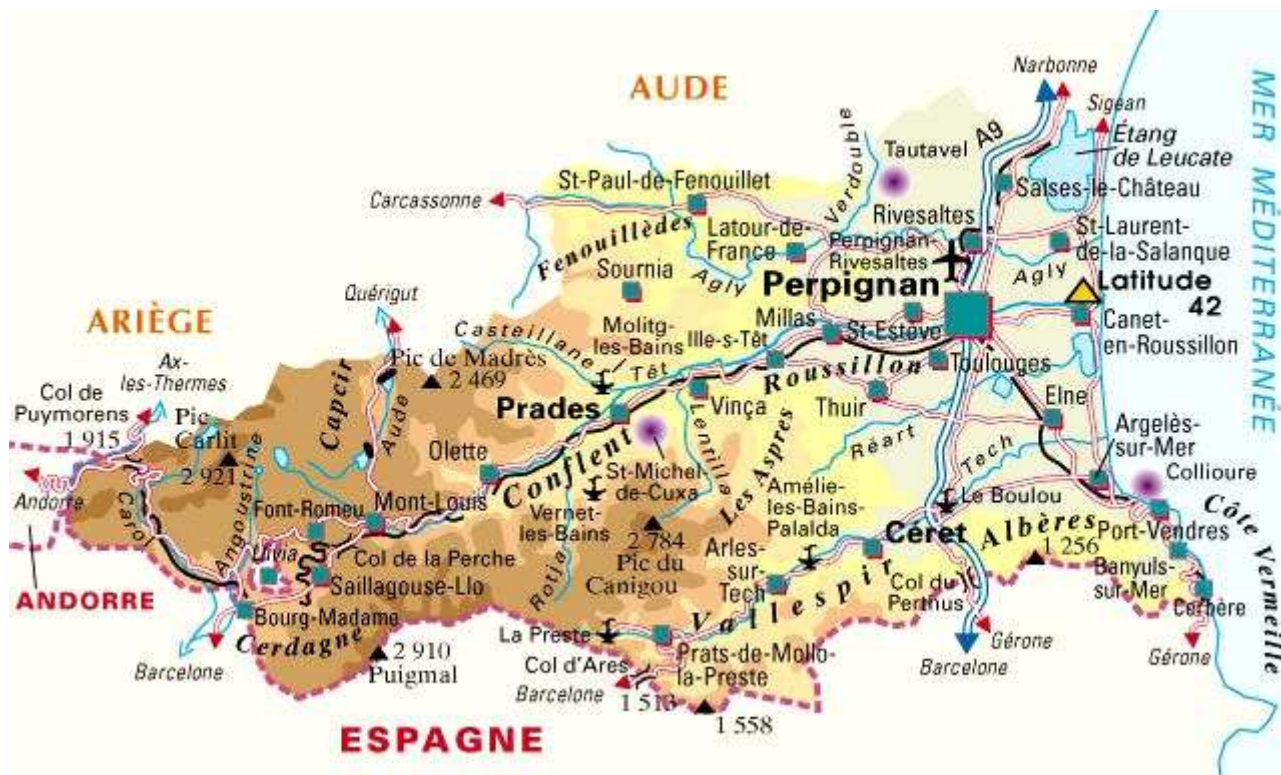 Narbonne
Sigean
MER MÉDITERRANÉE
AUDE
Verdouble
Tautavel
A9
Étang
de Leucate
St-Paul-de-Fenouillet
Salses-le-Château
Carcassonne
Rivesaltes
Latour-de-
France
Perpignan-
Rivesaltes
St-Laurent-
de-la-Salanque
Fenouillèdes
Sournia
Agly
Agly
Perpignan
Latitude
42
Quérigut
ARIÈGE
Casteillane
Molitg-
les-Bains
Millas
St-Estève
Canet-
en-Roussillon
Ille-s-Têt
Ax-
les-Thermes
Pic de Madrès
2 469
Têt
Roussillon
Toulouges
Col de
Puymorens
1 915
Pic
Carlit
2 921
Capcir
Aude
Prades
Vinça
Thuir
Elne
Argelès-
sur-Mer
Olette
Conflent
Lentilla
Les Aspres
Réart
Tech
Collioure
Andorre
Carol
Angoustrine
Font-Romeu
Mont-Louis
St-Michel-
de-Cuxa
Amélie-
les-Bains-
Palalda
Le Boulou
Côte Vermeille
Vernet-
les-Bains
Céret
Albères
Port-Vendres
Llivia
Col de la Perche
2 784
Pic du
Canigou
Arles-
sur-
Tech
1 256
Banyuls-
sur-Mer
Saillagouse-Llo
Rotja
Col du
Perthus
Cerbère
ANDORRE
Bourg-Madame
Vallespir
Cerdagne
La Preste
Gérone
Gérone
Barcelone
2 910
Puigmal
Col d'Ares
Prats-de-Mollo-
la-Preste
Barcelone
Barcelone
1 513
1 558
ESPAGNE